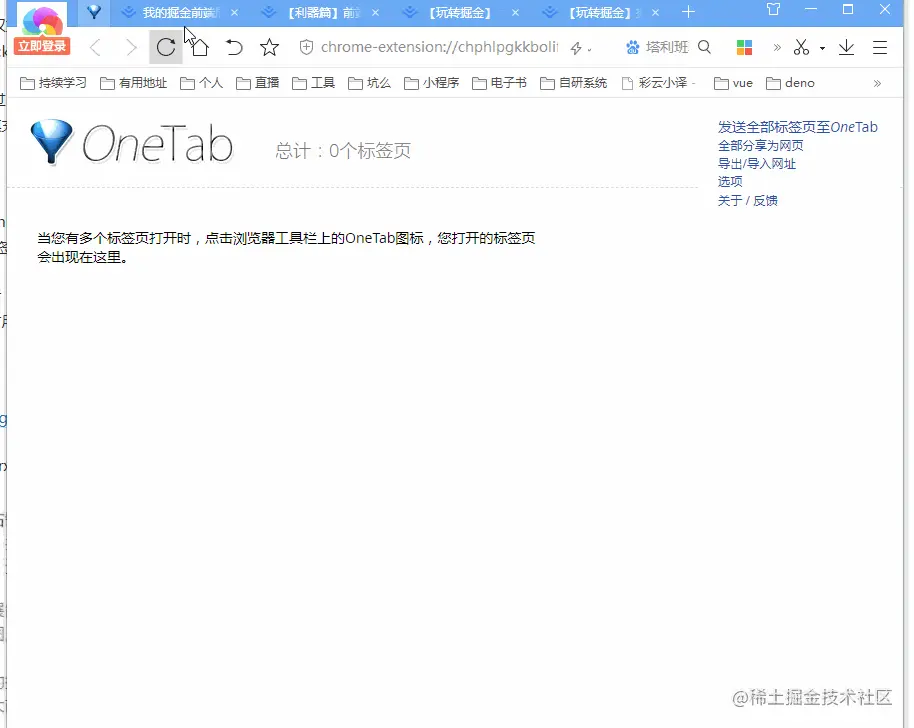 我的掘金前端
【利器篇】前
【玩转掘金】
【玩转掘金】
立即登录
chrome-extension://chphlpgkkboli
塔利班
持续学习 有用地址 个人 直播 工具 坑么 小程序 电子书 自研系统 彩云小译 - vue deno »
OneTab
总计：0个标签页
发送全部标签页至OneTab
全部分享为网页
导出/导入网址
选项
关于 / 反馈
当您有多个标签页打开时，点击浏览器工具栏上的OneTab图标，您打开的标签页
会出现在这里。
@稀土掘金技术社区